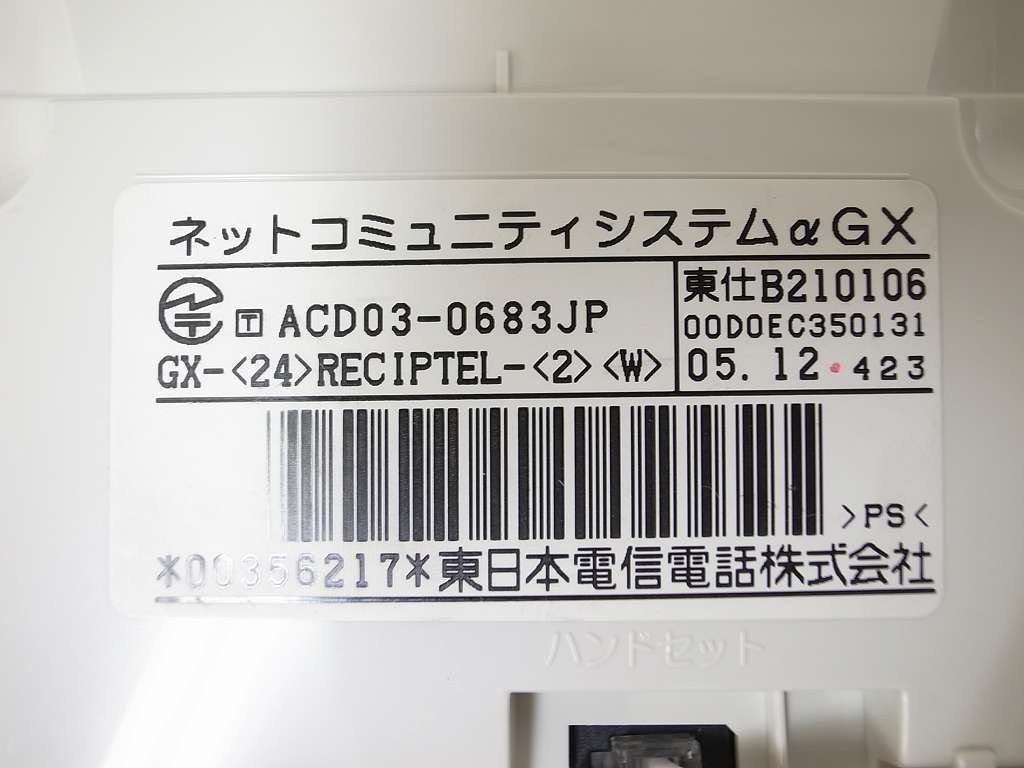 ネットコミュニティシステムαGX
T ACD03-0683JP
GX-<24>RECIPTEL-<2><W>
東仕B210106
00D0EC350131
05.12 423
>PS<
*00356217*東日本電信電話株式会社
ハンドセット